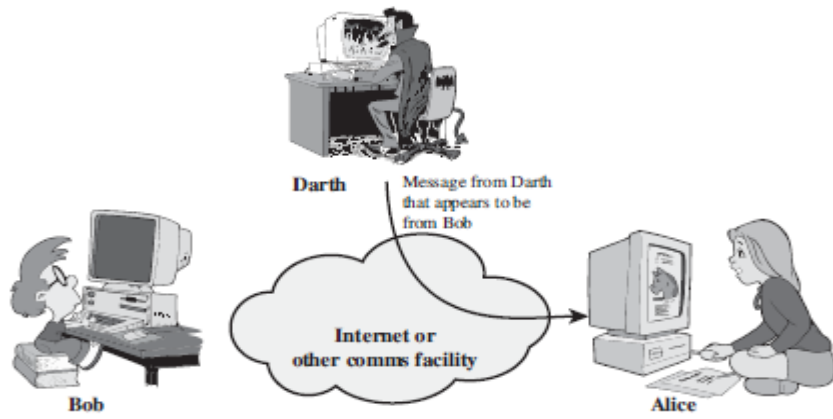 Darth
Message from Darth
that appears to be
from Bob
Internet or
other comms facility
Bob
Alice